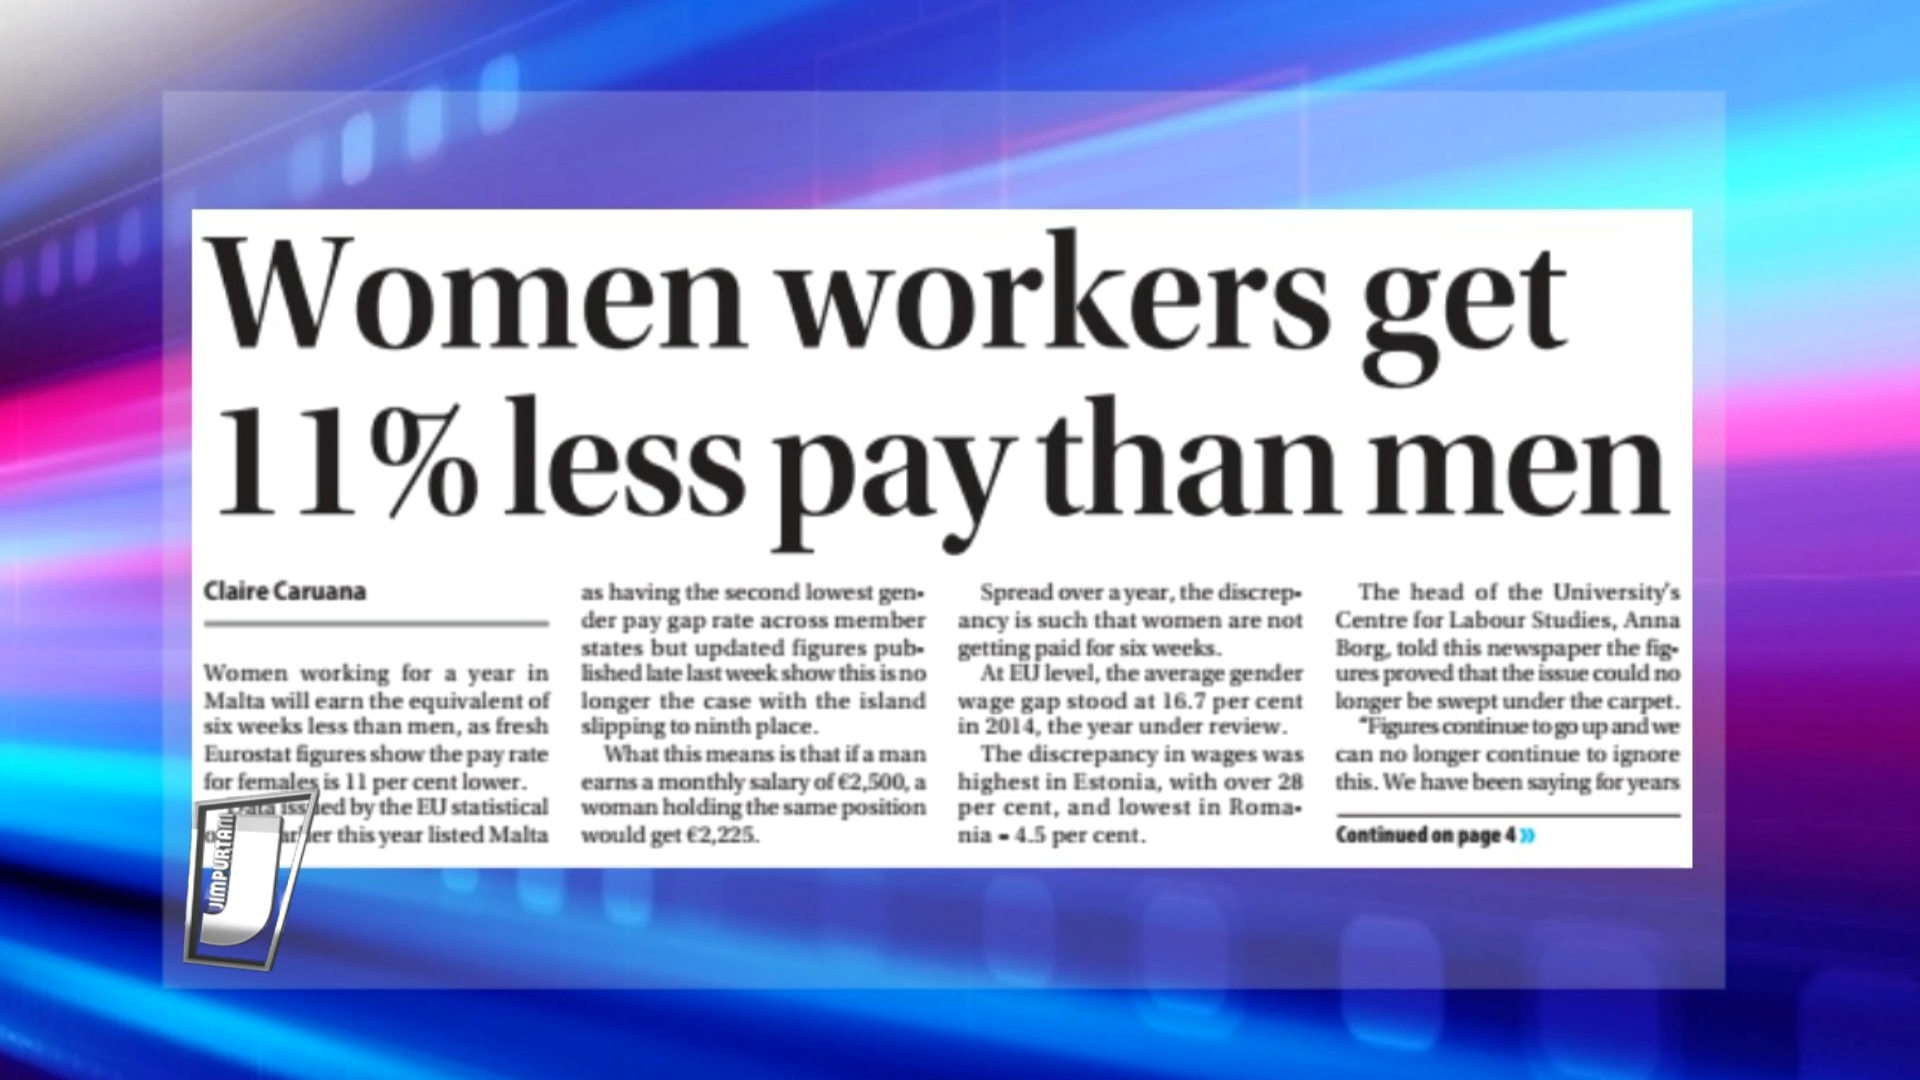 Women workers get
11% less pay than men
Claire Caruana
Women working for a year in
Malta will earn the equivalent of
six weeks less than men, as fresh
Eurostat figures show the pay rate
for females is 11 per cent lower.
by the EU statistical
this year listed Malta
as having the second lowest gen-
der pay gap rate across member
states but updated figures pub-
lished late last week show this is no
longer the case with the island
slipping to ninth place.
What this means is that if a man
earns a monthly salary of €2,500, a
woman holding the same position
would get €2,225.
Spread over a year, the discrep-
ancy is such that women are not
getting paid for six weeks.
At EU level, the average gender
wage gap stood at 16.7 per cent
in 2014, the year under review.
The discrepancy in wages was
highest in Estonia, with over 28
per cent, and lowest in Roma-
nia - 4.5 per cent.
The head of the University's
Centre for Labour Studies, Anna
Borg, told this newspaper the fig-
ures proved that the issue could no
longer be swept under the carpet.
"Figures continue to go up and we
can no longer continue to ignore
this. We have been saying for years
Continued on page 4 »
JIMPURTANI